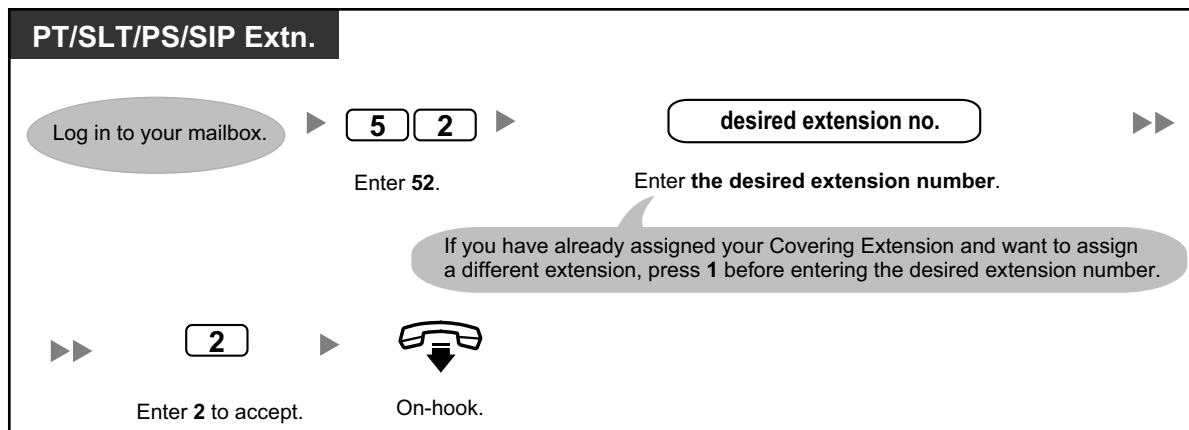 PT/SLT/PS/SIP Extn.
Log in to your mailbox.
5 2
desired extension no.
Enter 52.
Enter the desired extension number.
If you have already assigned your Covering Extension and want to assign
a different extension, press 1 before entering the desired extension number.
2
Enter 2 to accept.
On-hook.